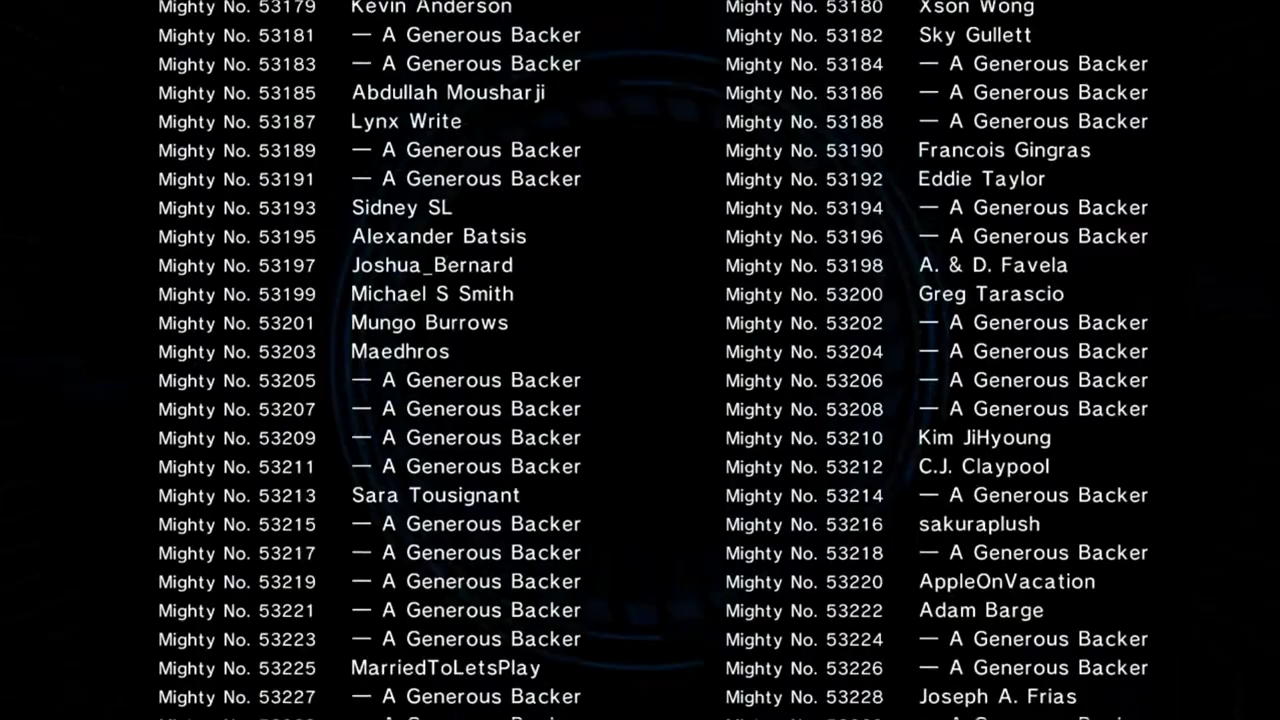 Mighty No. 53179 Kevin Anderson Mighty No. 53180 Xson Wong
Mighty No. 53181 — A Generous Backer Mighty No. 53182 Sky Gullett
Mighty No. 53183 — A Generous Backer Mighty No. 53184 — A Generous Backer
Mighty No. 53185 Abdullah Mousharji Mighty No. 53186 — A Generous Backer
Mighty No. 53187 Lynx Write Mighty No. 53188 — A Generous Backer
Mighty No. 53189 — A Generous Backer Mighty No. 53190 Francois Gingras
Mighty No. 53191 — A Generous Backer Mighty No. 53192 Eddie Taylor
Mighty No. 53193 Sidney SL Mighty No. 53194 — A Generous Backer
Mighty No. 53195 Alexander Batsis Mighty No. 53196 — A Generous Backer
Mighty No. 53197 Joshua_Bernard Mighty No. 53198 A. & D. Favela
Mighty No. 53199 Michael S Smith Mighty No. 53200 Greg Tarascio
Mighty No. 53201 Mungo Burrows Mighty No. 53202 — A Generous Backer
Mighty No. 53203 Maedhros Mighty No. 53204 — A Generous Backer
Mighty No. 53205 — A Generous Backer Mighty No. 53206 — A Generous Backer
Mighty No. 53207 — A Generous Backer Mighty No. 53208 — A Generous Backer
Mighty No. 53209 — A Generous Backer Mighty No. 53210 Kim JiHyoung
Mighty No. 53211 — A Generous Backer Mighty No. 53212 C.J. Claypool
Mighty No. 53213 Sara Tousignant Mighty No. 53214 — A Generous Backer
Mighty No. 53215 — A Generous Backer Mighty No. 53216 sakuraplush
Mighty No. 53217 — A Generous Backer Mighty No. 53218 — A Generous Backer
Mighty No. 53219 — A Generous Backer Mighty No. 53220 AppleOnVacation
Mighty No. 53221 — A Generous Backer Mighty No. 53222 Adam Barge
Mighty No. 53223 — A Generous Backer Mighty No. 53224 — A Generous Backer
Mighty No. 53225 MarriedToLetsPlay Mighty No. 53226 — A Generous Backer
Mighty No. 53227 — A Generous Backer Mighty No. 53228 Joseph A. Frias